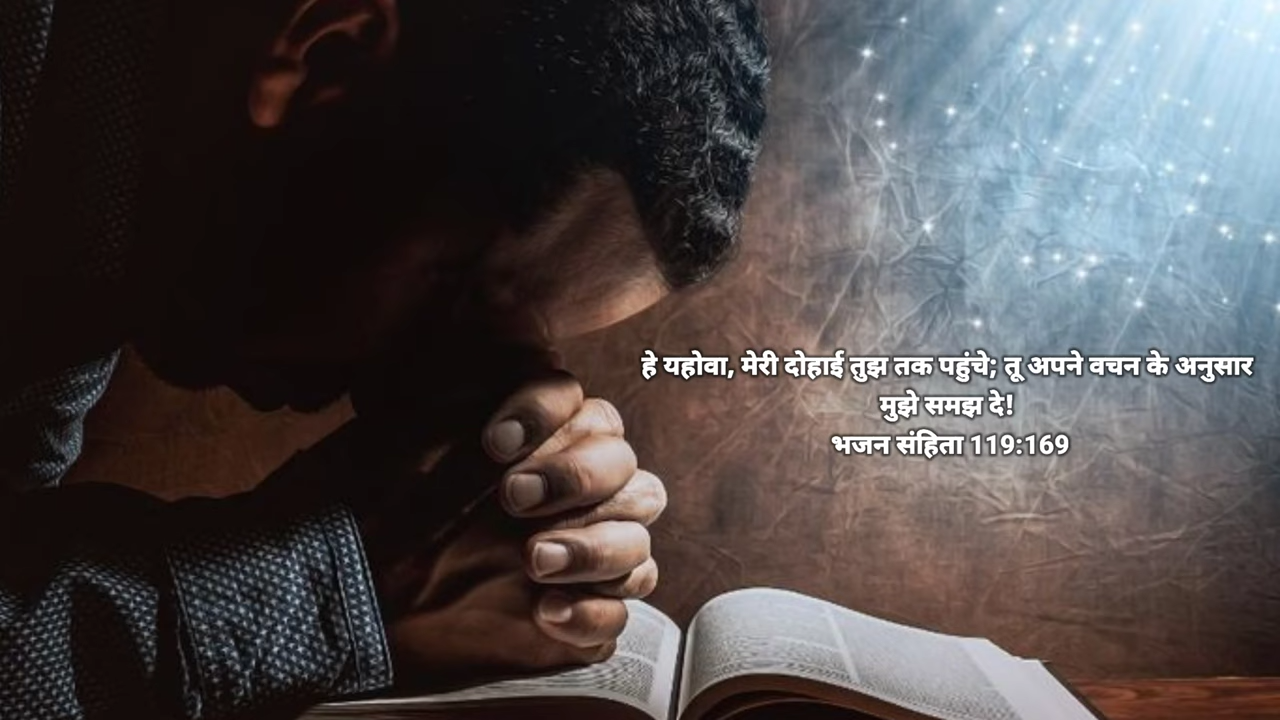 हे यहोवा, मेरी दोहाई तुझ तक पहुंचे; तू अपने वचन के अनुसार
मुझे समझ दे!
भजन संहिता 119:169